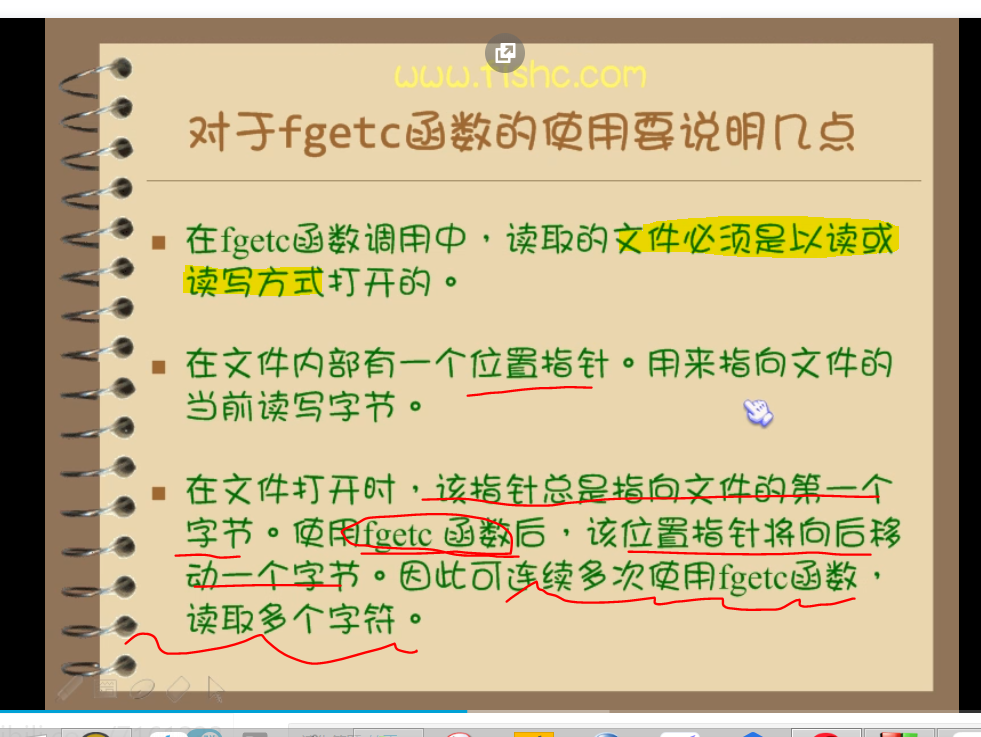 对于fgetc函数的使用要说明几点
在fgetc函数调用中，读取的文件必须是以读或
读写方式打开的。
在文件内部有一个位置指针。用来指向文件的
当前读写字节。
在文件打开时，该指针总是指向文件的第一个
字节。使用fgetc 函数后，该位置指针将向后移
动一个字节。因此可连续多次使用fgetc函数，
读取多个字符。